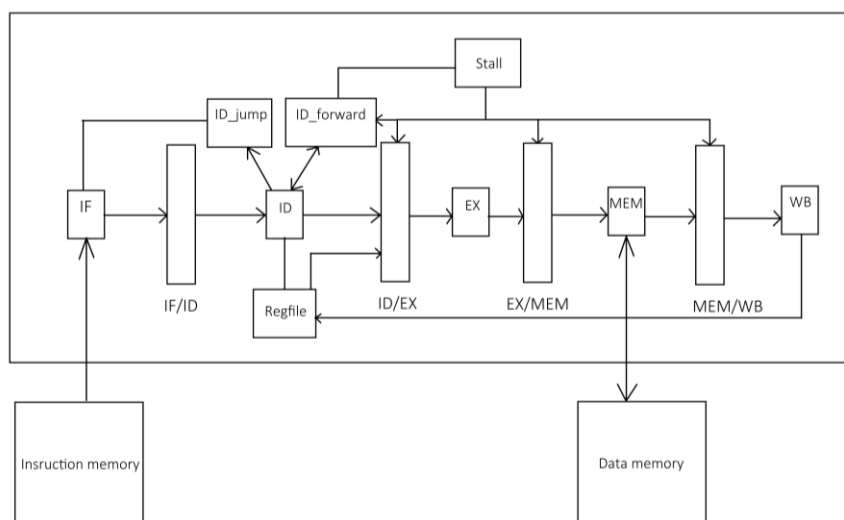 Stall
ID_jump
ID_forward
IF
ID
EX
MEM
WB
Regfile
IF/ID
ID/EX
EX/MEM
MEM/WB
Insruction memory
Data memory